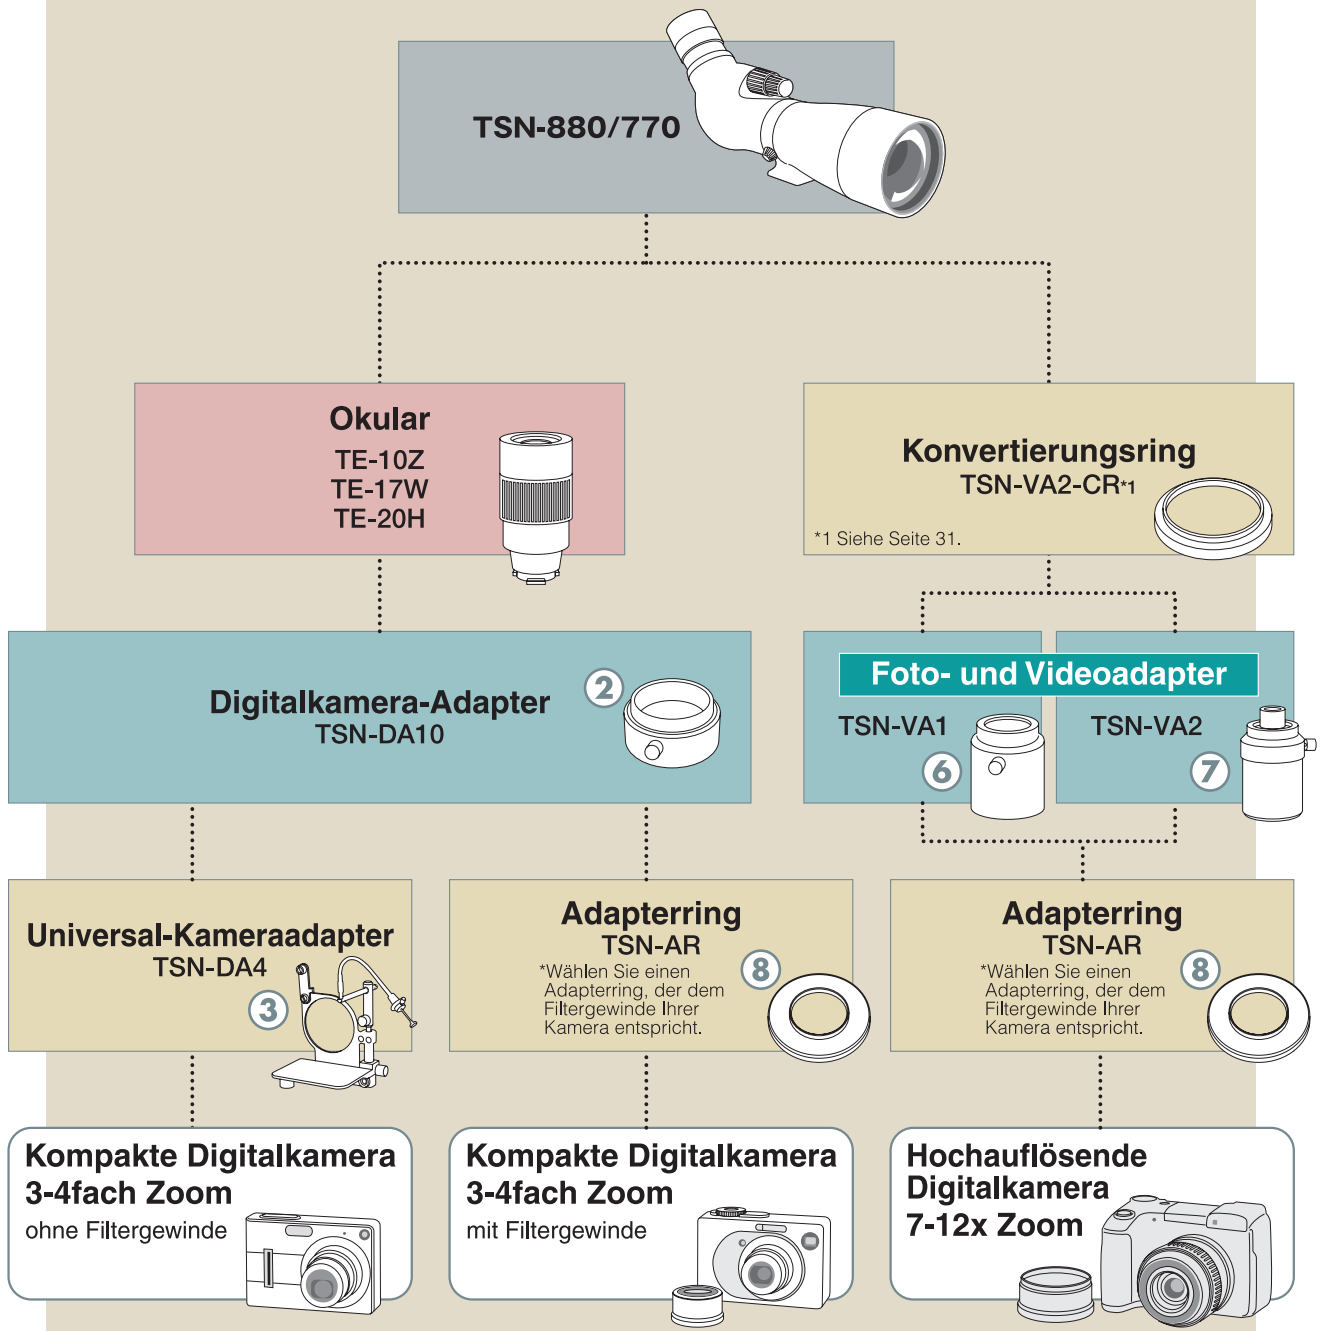 TSN-880/770
Okular
TE-10Z
TE-17W
TE-20H
Konvertierungsring
TSN-VA2-CR*1
*1 Siehe Seite 31.
Digitalkamera-Adapter
TSN-DA10
2
Foto- und Videoadapter
TSN-VA1
6
TSN-VA2
7
Universal-Kameraadapter
TSN-DA4
3
Adapterring
TSN-AR
*Wählen Sie einen
Adapterring, der dem
Filtergewinde Ihrer
Kamera entspricht.
8
Adapterring
TSN-AR
*Wählen Sie einen
Adapterring, der dem
Filtergewinde Ihrer
Kamera entspricht.
8
Kompakte Digitalkamera
3-4fach Zoom
ohne Filtergewinde
Kompakte Digitalkamera
3-4fach Zoom
mit Filtergewinde
Hochauflösende
Digitalkamera
7-12x Zoom